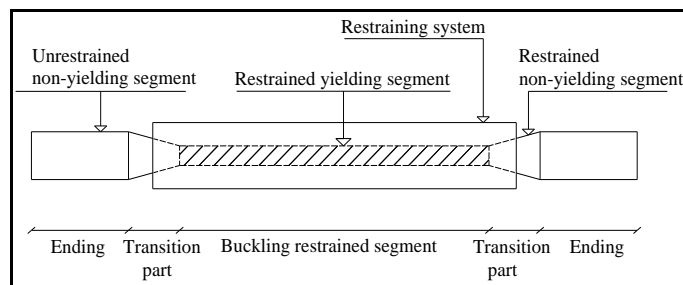 Restraining system
Unrestrained
non-yielding segment
Restrained yielding segment
Restrained
non-yielding segment
Ending
Transition
part
Buckling restrained segment
Transition
part
Ending